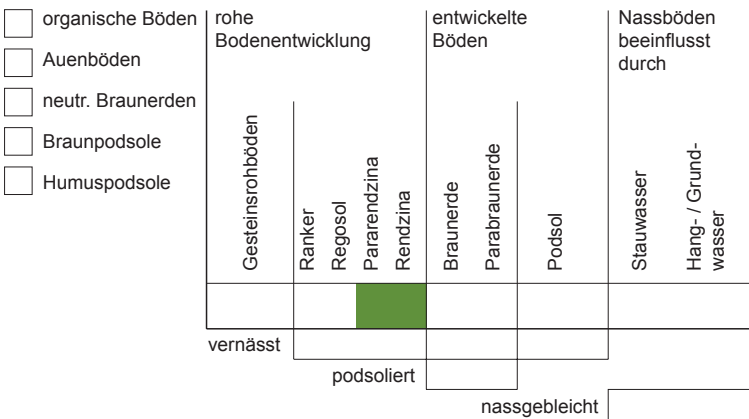 organische Böden
Auenböden
neutr. Braunerden
Braunpodsole
Humuspodsole
rohe
Bodenentwicklung
entwickelte
Böden
Nassböden
beeinflusst
durch
Gesteinsrohböden
Ranker
Regosol
Pararendzina
Rendzina
Braunerde
Parabraunerde
Podsol
Stauwasser
Hang- / Grund-
wasser
vernässt
podsoliert
nassgebleicht